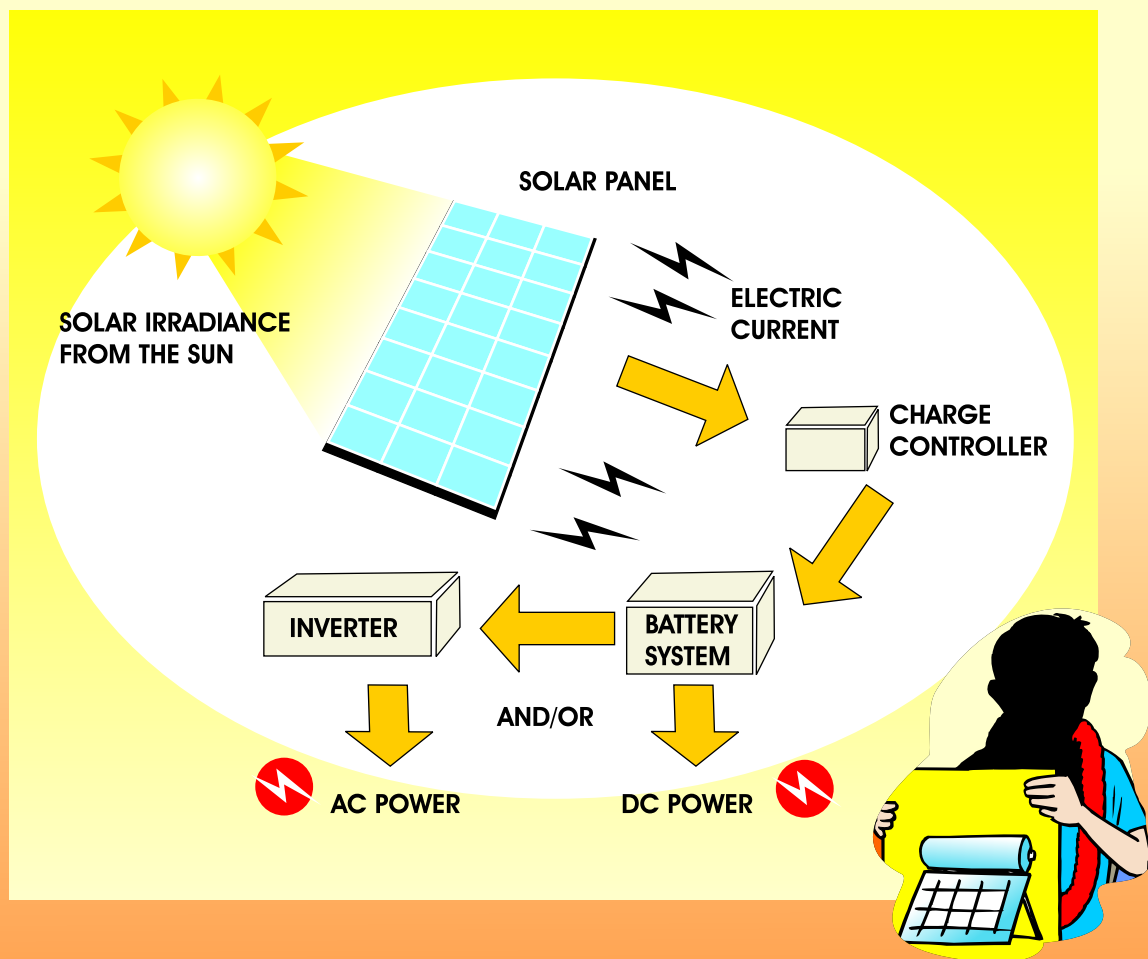 SOLAR PANEL
ELECTRIC
CURRENT
SOLAR IRRADIANCE
FROM THE SUN
CHARGE
CONTROLLER
INVERTER
BATTERY
SYSTEM
AND/OR
AC POWER
DC POWER